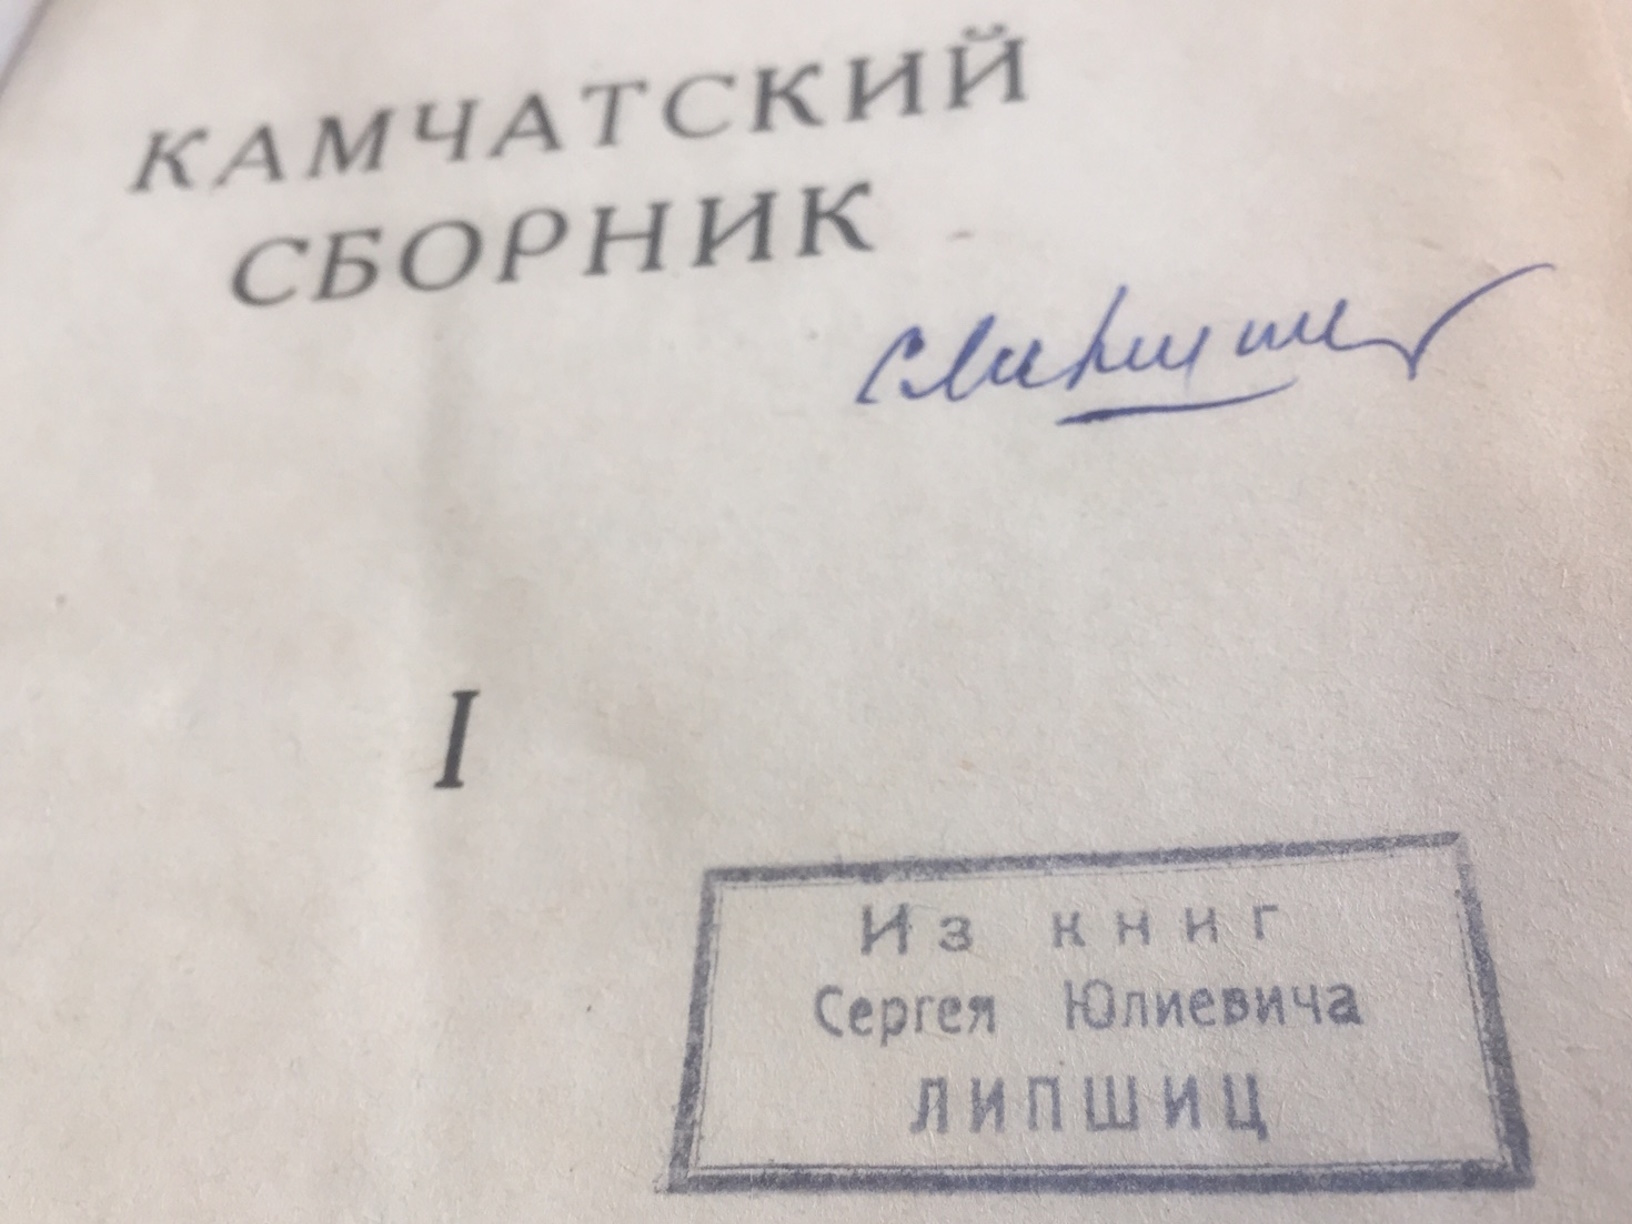 КАМЧАТСКИЙ
СБОРНИК
I
Из книг
Сергея Юлиевича
ЛИПШИЦ